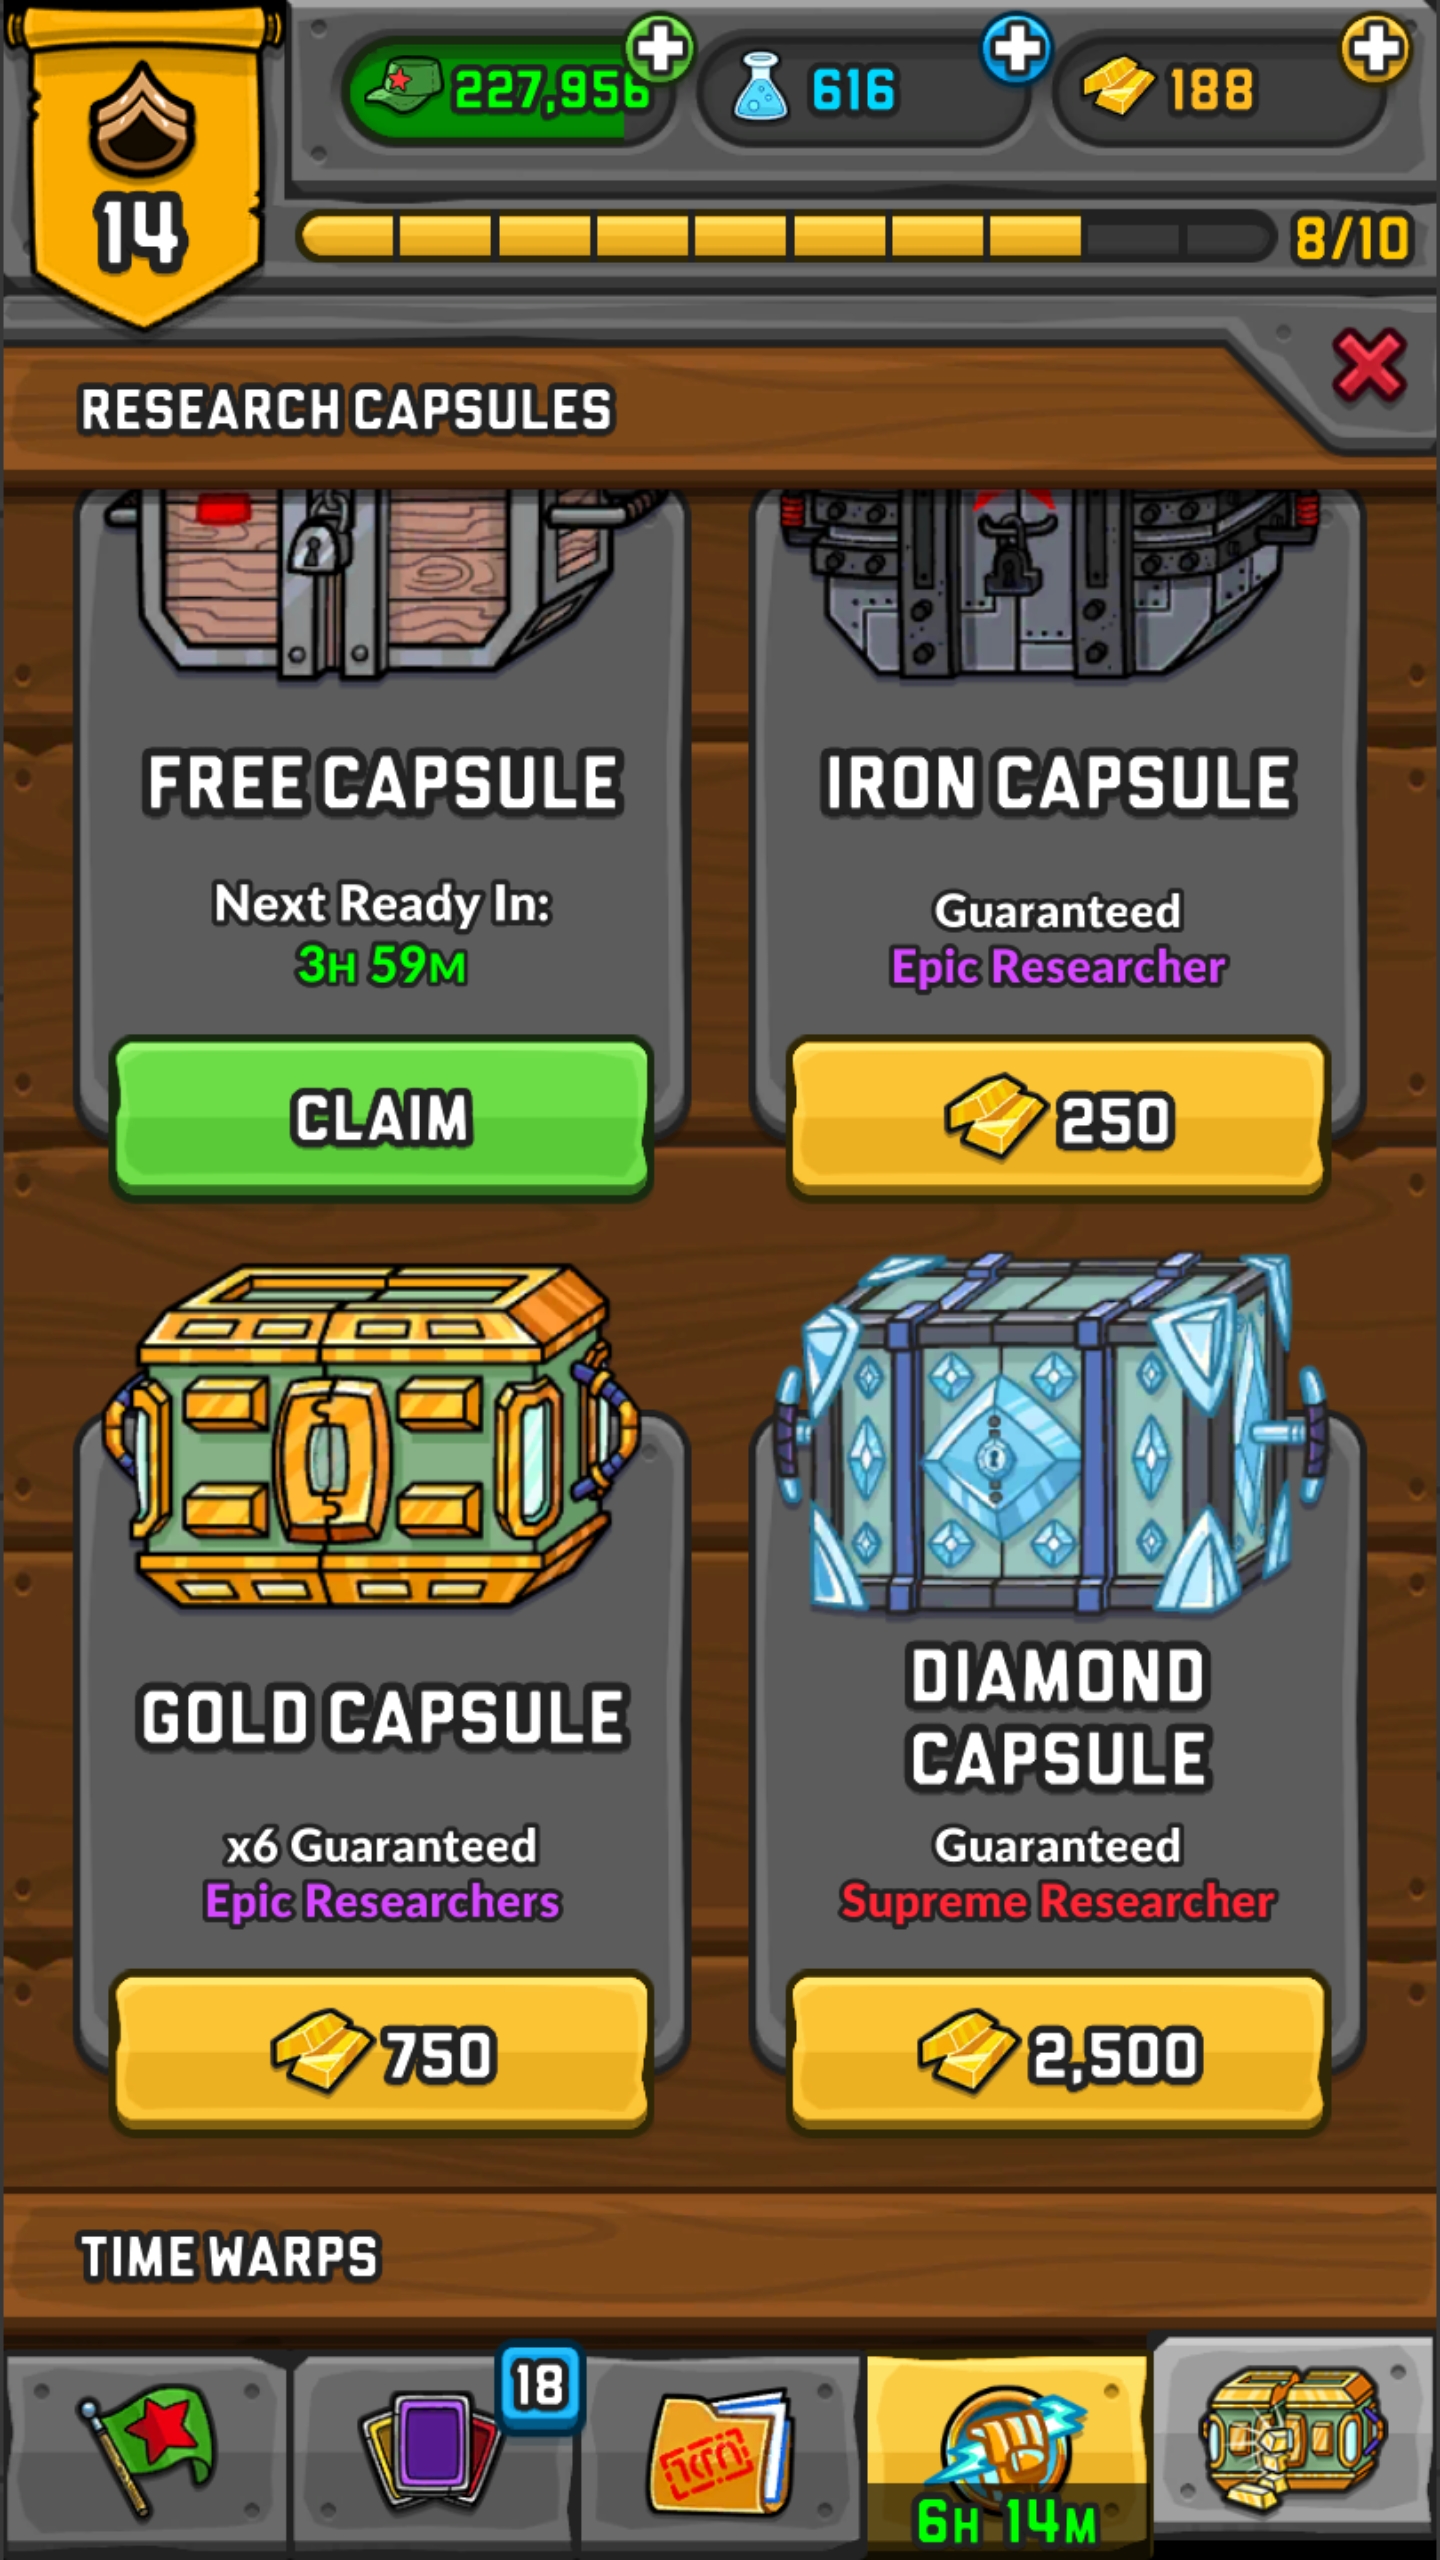 227,956
616
188
14
8/10
RESEARCH CAPSULES
FREE CAPSULE
Next Ready In:
3H 59M
CLAIM
IRON CAPSULE
Guaranteed
Epic Researcher
250
GOLD CAPSULE
x6 Guaranteed
Epic Researchers
750
DIAMOND
CAPSULE
Guaranteed
Supreme Researcher
2,500
TIME WARPS
18
6H 14M